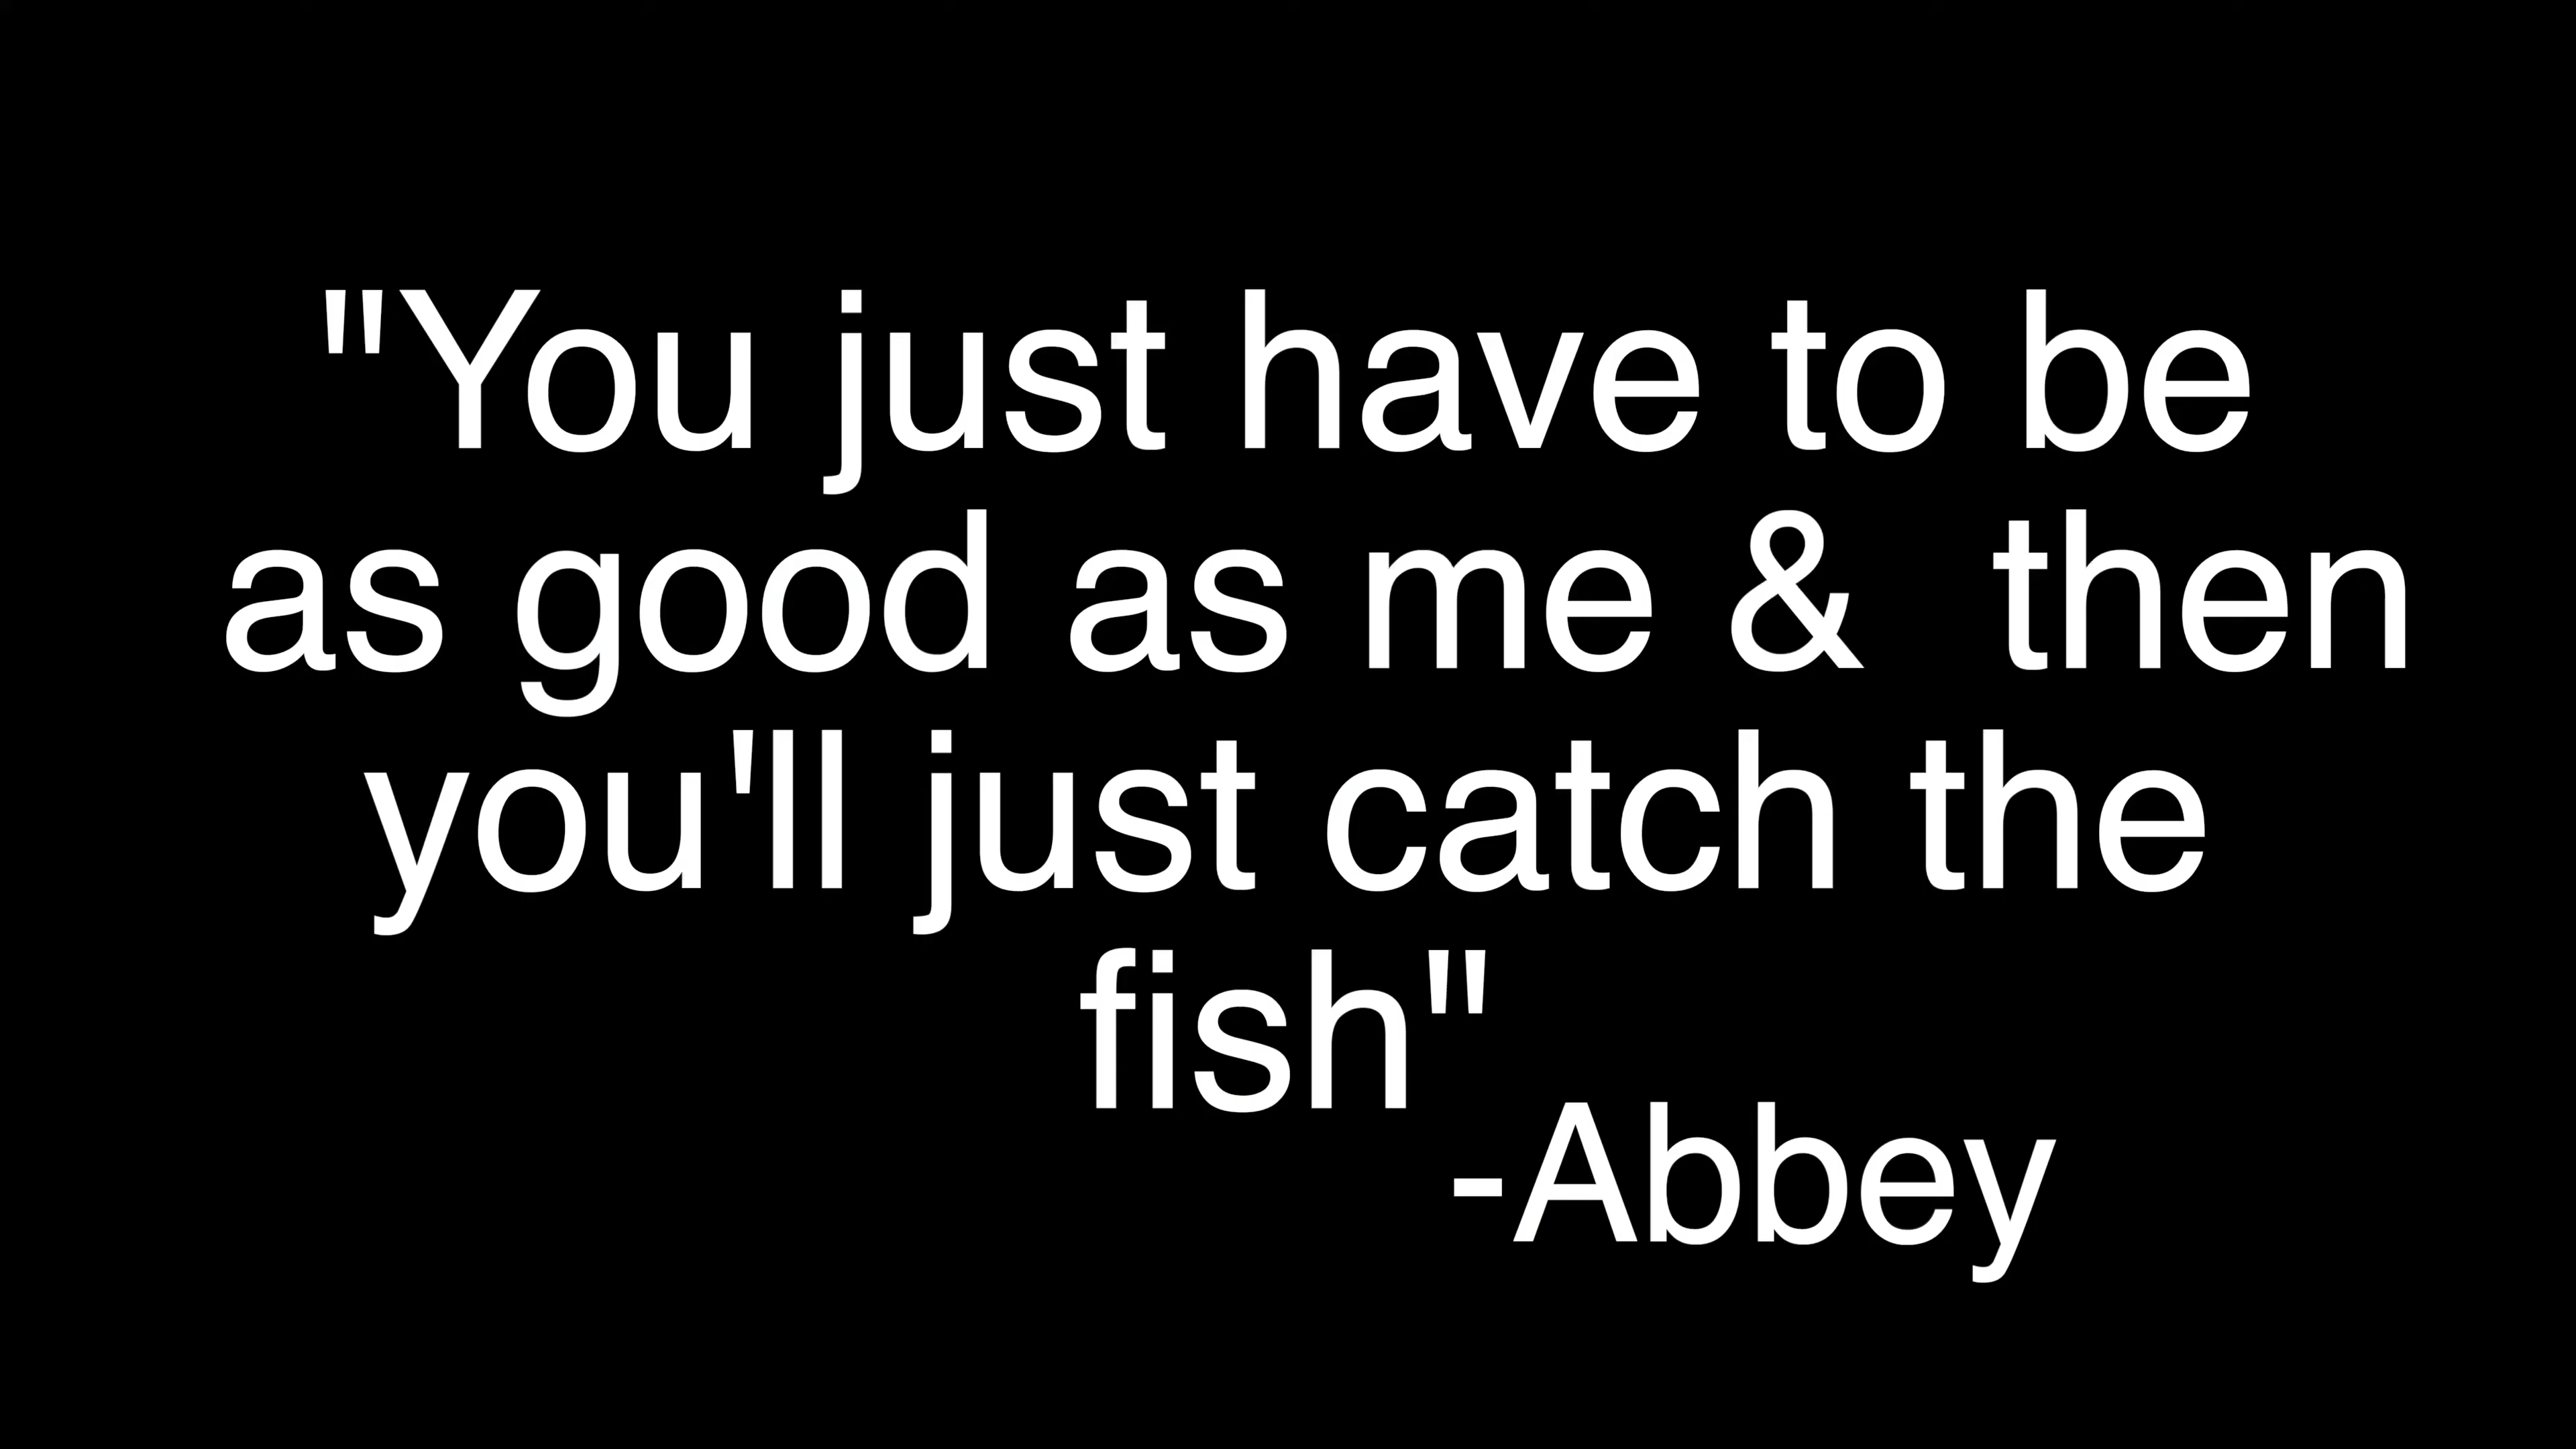 "You just have to be
as good as me &  then
you'll just catch the
fish"
-Abbey